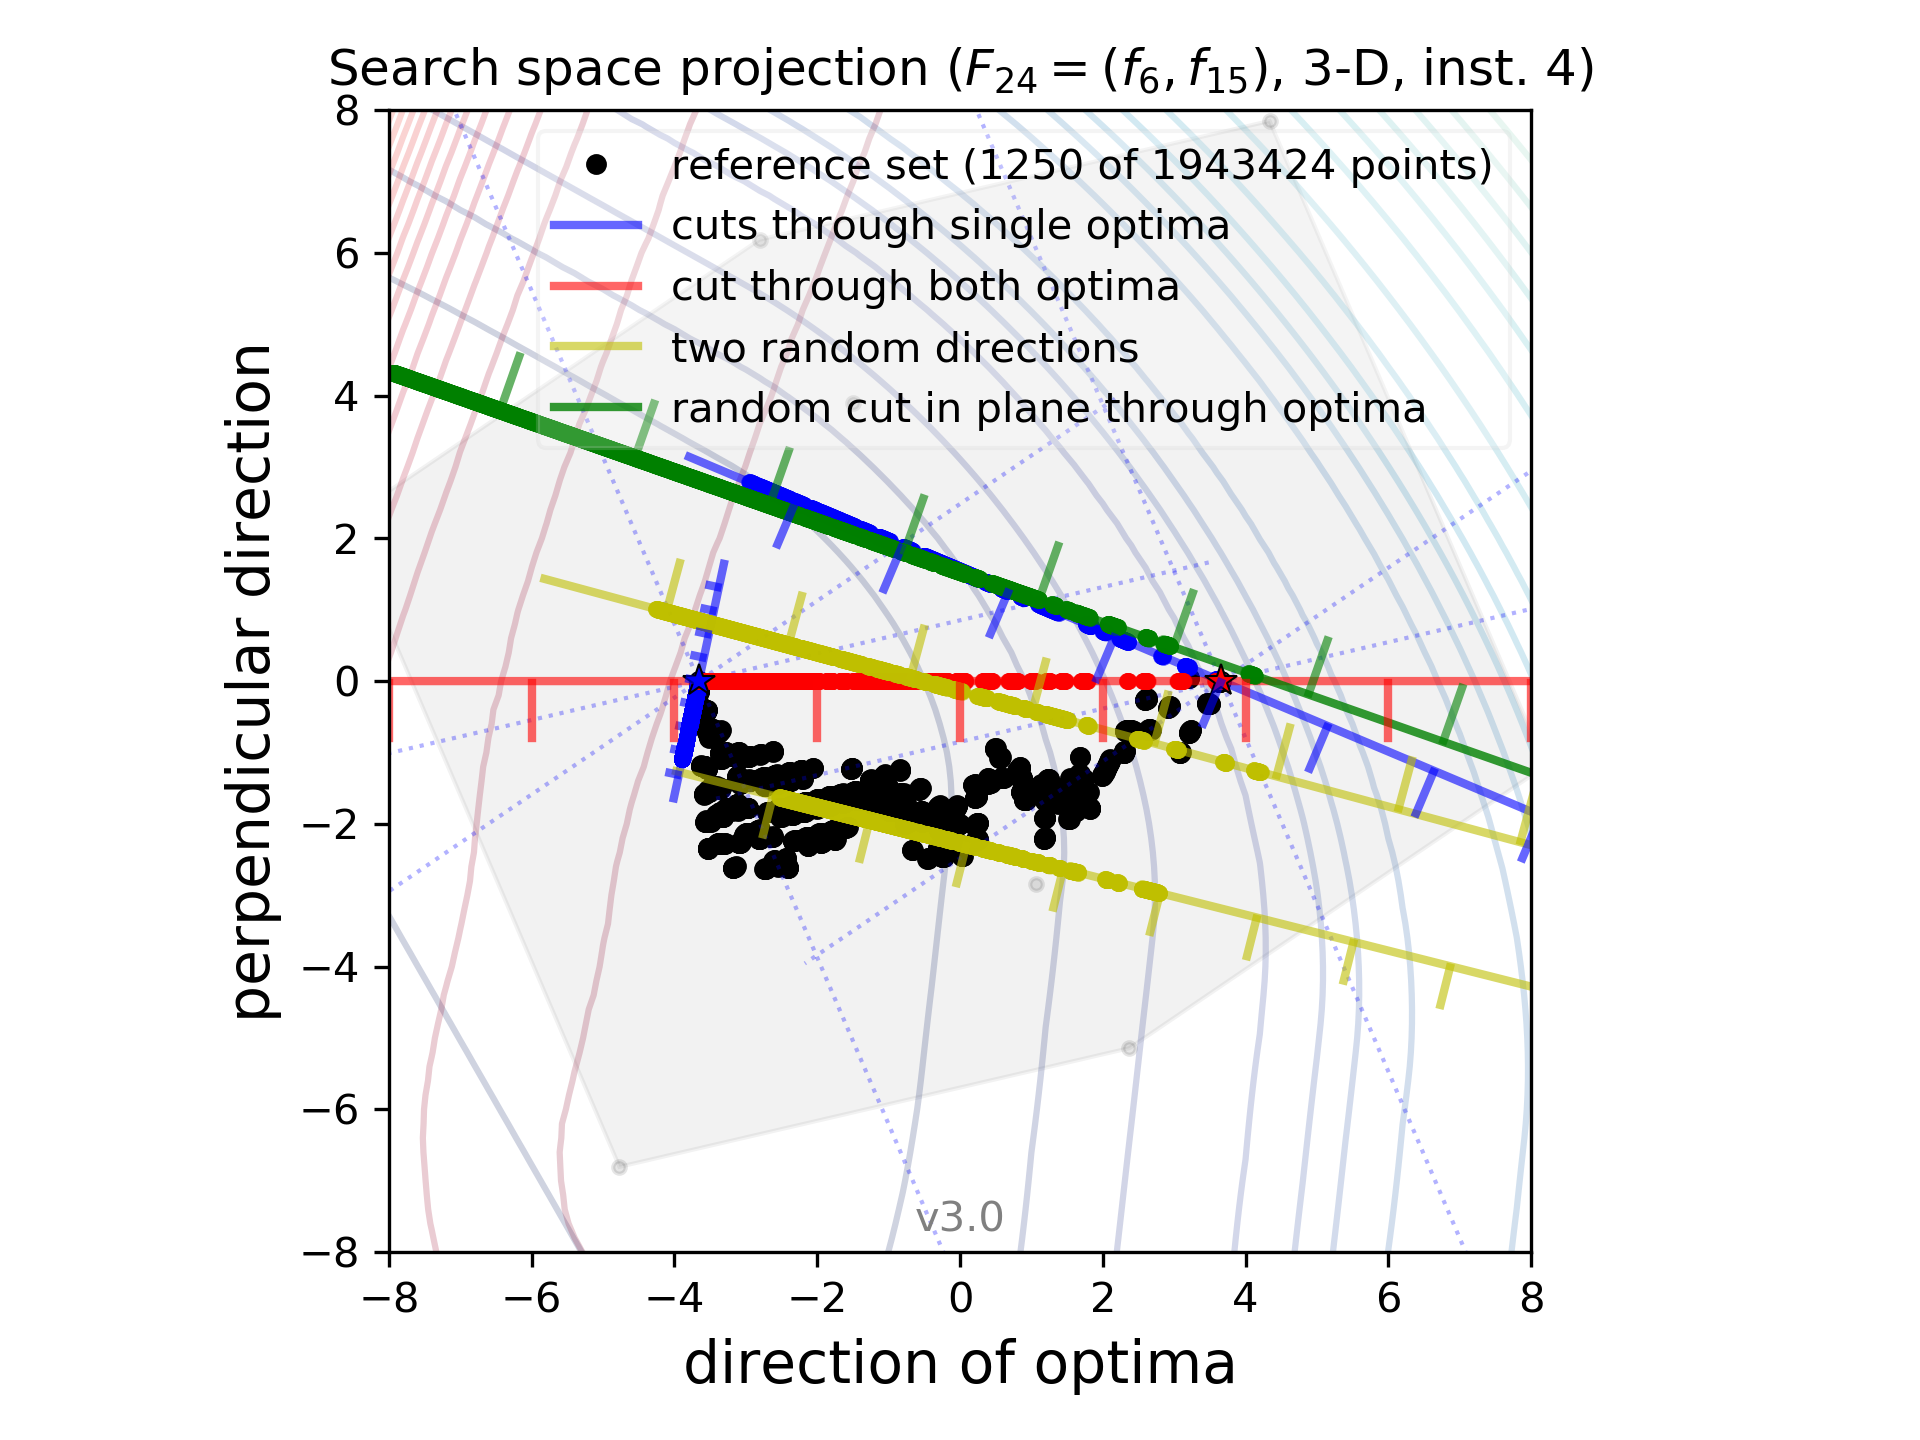 Search space projection (F₂₄ = (f₆, f₁₅), 3-D, inst. 4)
8
reference set (1250 of 1943424 points)
cuts through single optima
6
cut through both optima
two random directions
4
random cut in plane through optima
2
0
−2
−4
−6
−8
perpendicular direction
v3.0
−8 −6 −4 −2 0 2 4 6 8
direction of optima